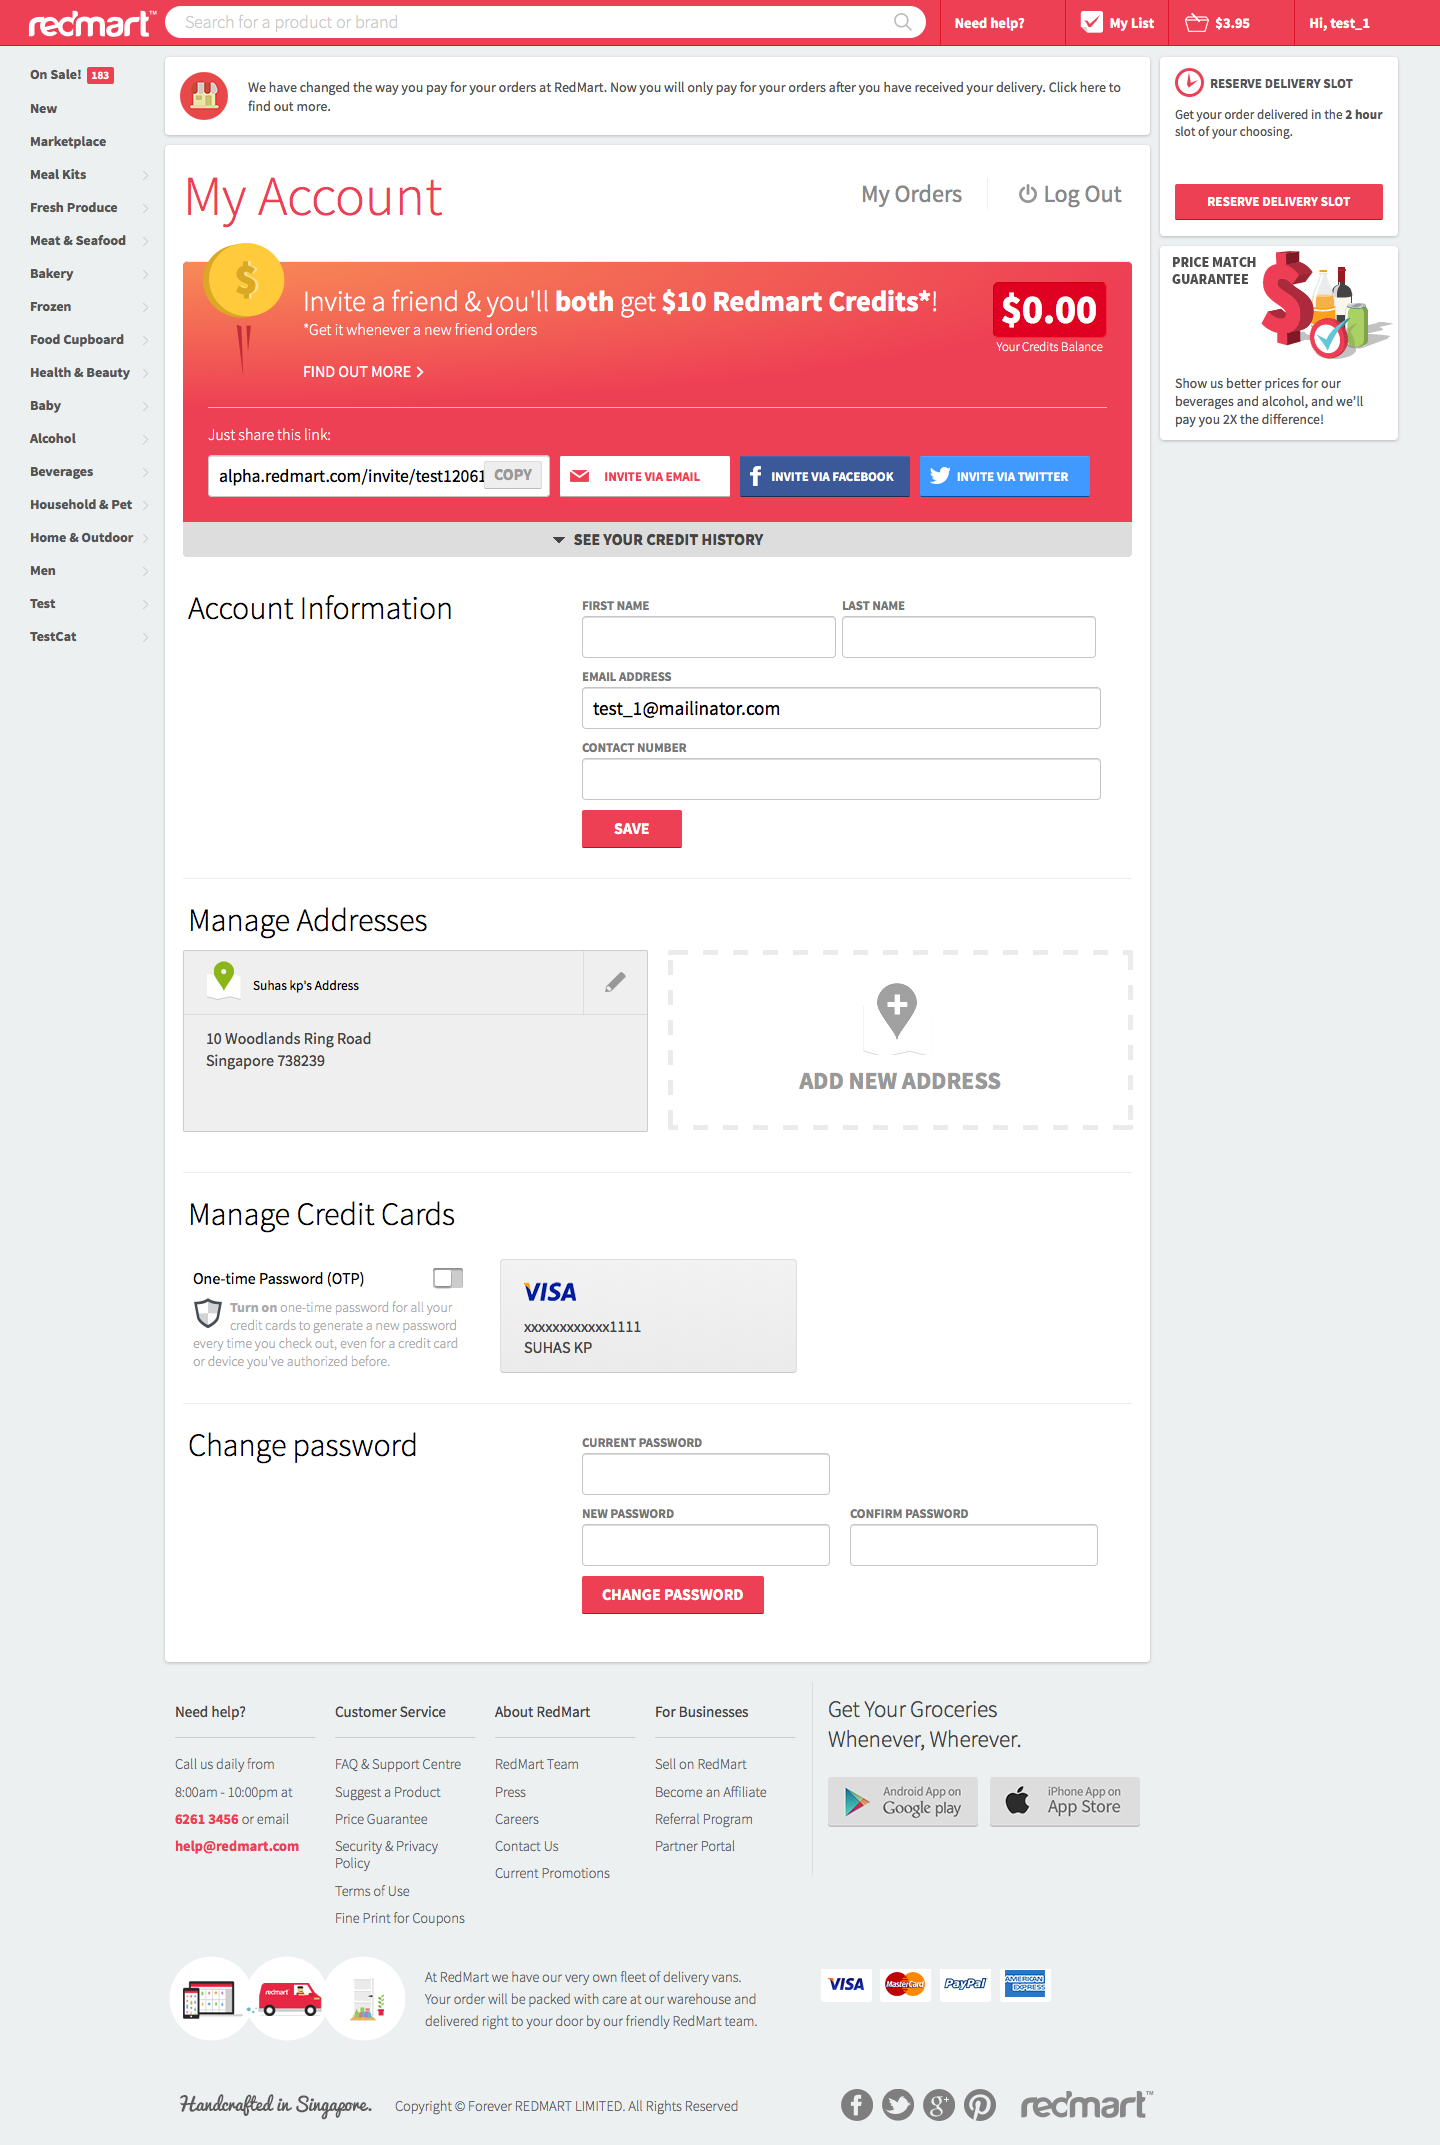 redmart™
Search for a product or brand
Need help?
My List
$3.95
Hi, test_1
On Sale! 183
New
Marketplace
Meal Kits
Fresh Produce
Meat & Seafood
Bakery
Frozen
Food Cupboard
Health & Beauty
Baby
Alcohol
Beverages
Household & Pet
Home & Outdoor
Men
Test
TestCat
We have changed the way you pay for your orders at RedMart. Now you will only pay for your orders after you have received your delivery. Click here to
find out more.
RESERVE DELIVERY SLOT
Get your order delivered in the 2 hour
slot of your choosing.
RESERVE DELIVERY SLOT
PRICE MATCH
GUARANTEE
Show us better prices for our
beverages and alcohol, and we'll
pay you 2X the difference!
My Account
My Orders
Log Out
Invite a friend & you'll both get $10 Redmart Credits*!
*Get it whenever a new friend orders
FIND OUT MORE
$0.00
Your Credits Balance
Just share this link:
alpha.redmart.com/invite/test12061
COPY
INVITE VIA EMAIL
INVITE VIA FACEBOOK
INVITE VIA TWITTER
SEE YOUR CREDIT HISTORY
Account Information
FIRST NAME
LAST NAME
EMAIL ADDRESS
test_1@mailinator.com
CONTACT NUMBER
SAVE
Manage Addresses
Suhas kp's Address
10 Woodlands Ring Road
Singapore 738239
ADD NEW ADDRESS
Manage Credit Cards
One-time Password (OTP)
Turn on one-time password for all your
credit cards to generate a new password
every time you check out, even for a credit card
or device you've authorized before.
VISA
xxxxxxxxxxxx1111
SUHAS KP
Change password
CURRENT PASSWORD
NEW PASSWORD
CONFIRM PASSWORD
CHANGE PASSWORD
Need help?
Call us daily from
8:00am - 10:00pm at
6261 3456 or email
help@redmart.com
Customer Service
FAQ & Support Centre
Suggest a Product
Price Guarantee
Security & Privacy
Policy
Terms of Use
Fine Print for Coupons
About RedMart
RedMart Team
Press
Careers
Contact Us
Current Promotions
For Businesses
Sell on RedMart
Become an Affiliate
Referral Program
Partner Portal
Get Your Groceries
Whenever, Wherever.
Android App on
Google play
iPhone App on
App Store
redmart
At RedMart we have our very own fleet of delivery vans.
Your order will be packed with care at our warehouse and
delivered right to your door by our friendly RedMart team.
VISA
MasterCard
PayPal
AMERICAN
EXPRESS
Handcrafted in Singapore.
Copyright © Forever REDMART LIMITED. All Rights Reserved
redmart™